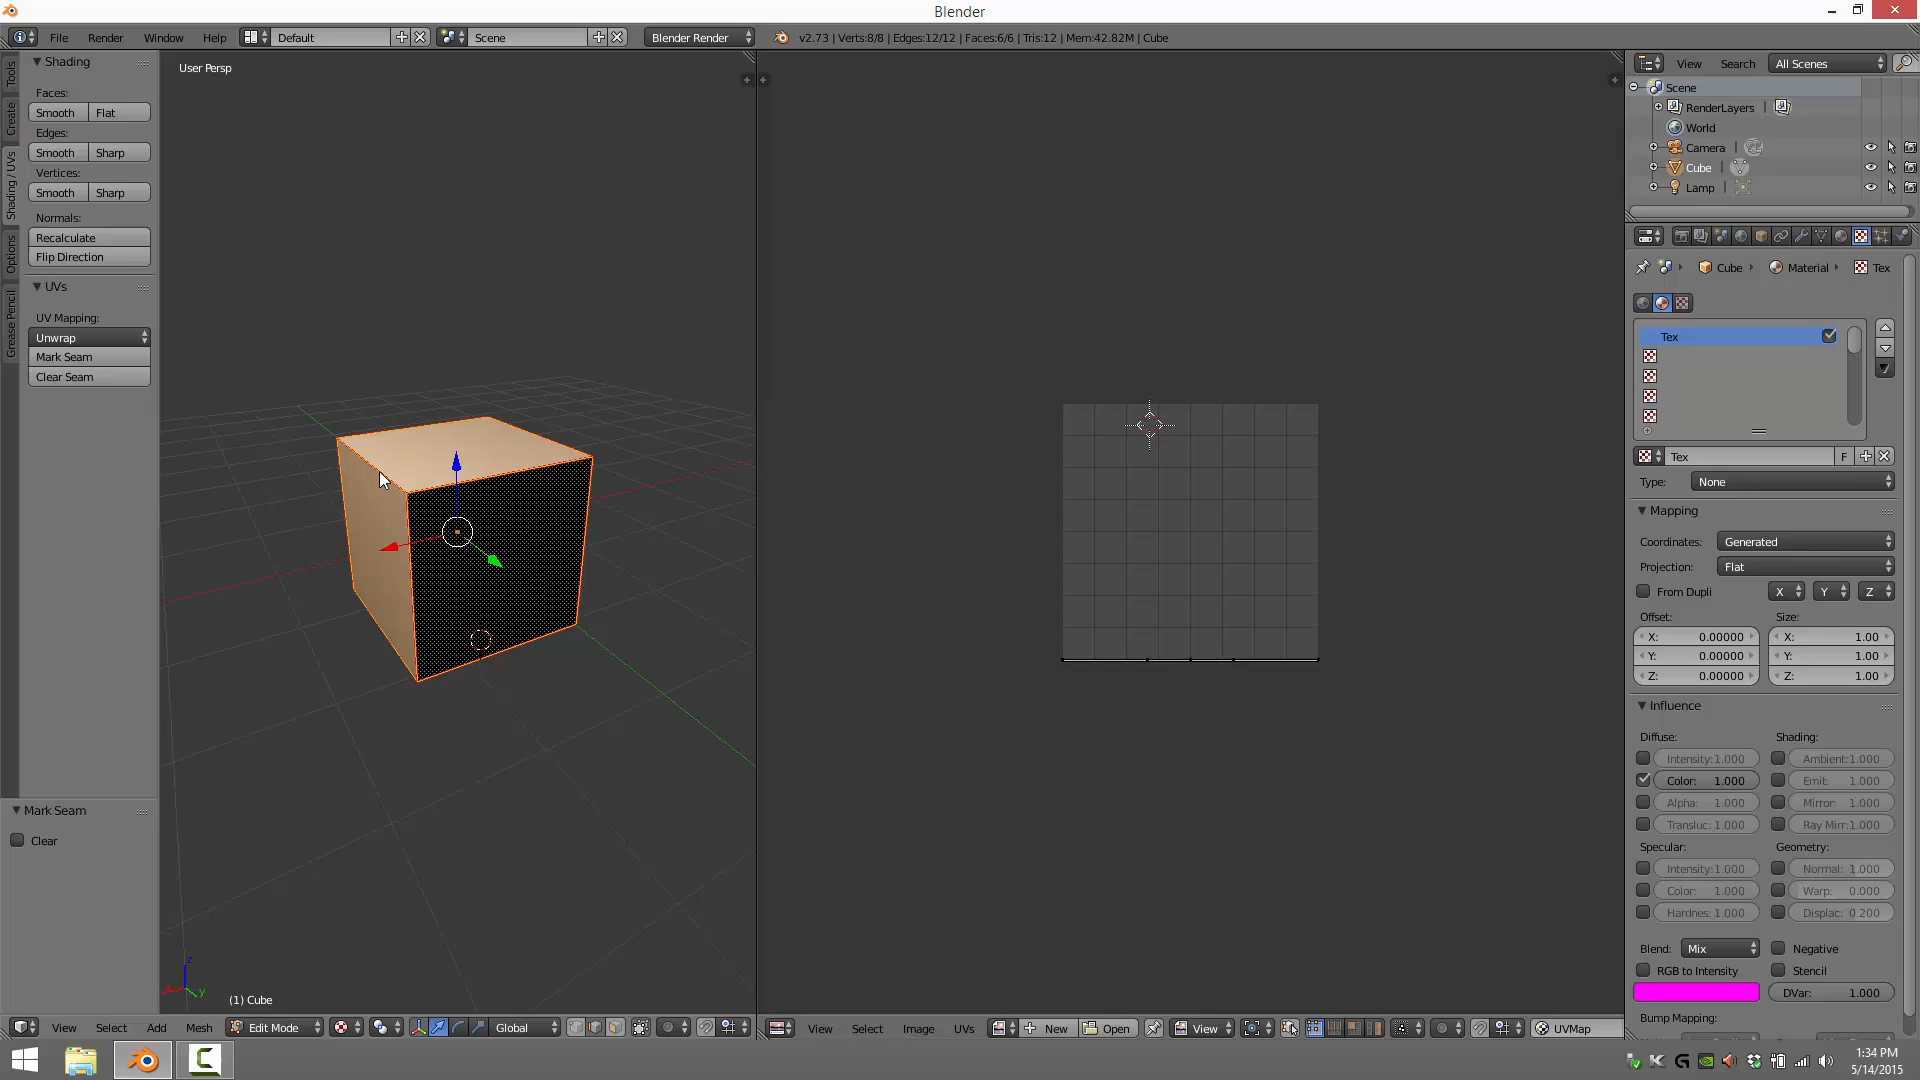 Blender
File Render Window Help Default Scene Blender Render v2.73 | Verts:8/8 | Edges:12/12 | Faces:6/6 | Tris:12 | Mem:42.82M | Cube
Tools
Create
Shading / UVs
Options
Grease Pencil
Shading
Faces:
Smooth Flat
Edges:
Smooth Sharp
Vertices:
Smooth Sharp
Normals:
Recalculate
Flip Direction
UVs
UV Mapping:
Unwrap
Mark Seam
Clear Seam
Mark Seam
Clear
User Persp
z
x
y
(1) Cube
View Select Add Mesh Edit Mode Global
View Select Image UVs New Open View UVMap
View Search All Scenes
Scene
RenderLayers |
World
Camera |
Cube |
Lamp |
Cube Material Tex
Tex
Tex F
Type: None
Mapping
Coordinates: Generated
Projection: Flat
From Dupli X Y Z
Offset: Size:
X: 0.00000 X: 1.00
Y: 0.00000 Y: 1.00
Z: 0.00000 Z: 1.00
Influence
Diffuse: Shading:
Intensity:1.000 Ambient:1.000
Color: 1.000 Emit: 1.000
Alpha: 1.000 Mirror: 1.000
Transluc: 1.000 Ray Mirr:1.000
Specular: Geometry:
Intensity:1.000 Normal: 1.000
Color: 1.000 Warp: 0.000
Hardnes: 1.000 Displac: 0.200
Blend: Mix Negative
RGB to Intensity Stencil
DVar: 1.000
Bump Mapping:
1:34 PM
5/14/2015